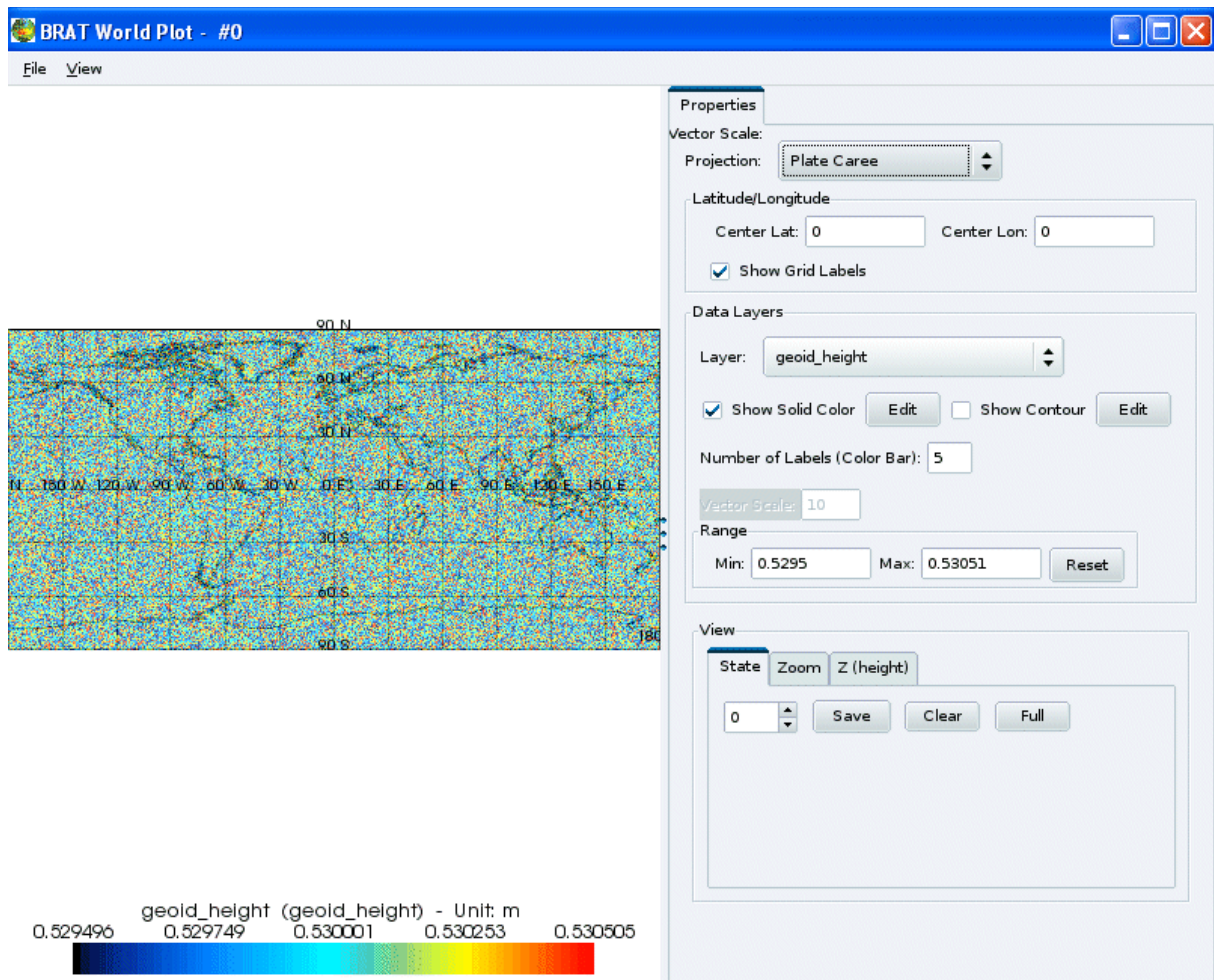 BRAT World Plot - #0
File View
Properties
Vector Scale:
Projection: Plate Caree
Latitude/Longitude
Center Lat: 0 Center Lon: 0
Show Grid Labels
Data Layers
Layer: geoid_height
Show Solid Color Edit Show Contour Edit
Number of Labels (Color Bar): 5
Vector Scale: 10
Range
Min: 0.5295 Max: 0.53051 Reset
View
State Zoom Z (height)
0 Save Clear Full
90 N
60 N
30 N
N 150 W 120 W 90 W 60 W 30 W 0 E 30 E 60 E 90 E 120 E 150 E
30 S
60 S
90 S 180
geoid_height (geoid_height) - Unit: m
0.529496 0.529749 0.530001 0.530253 0.530505